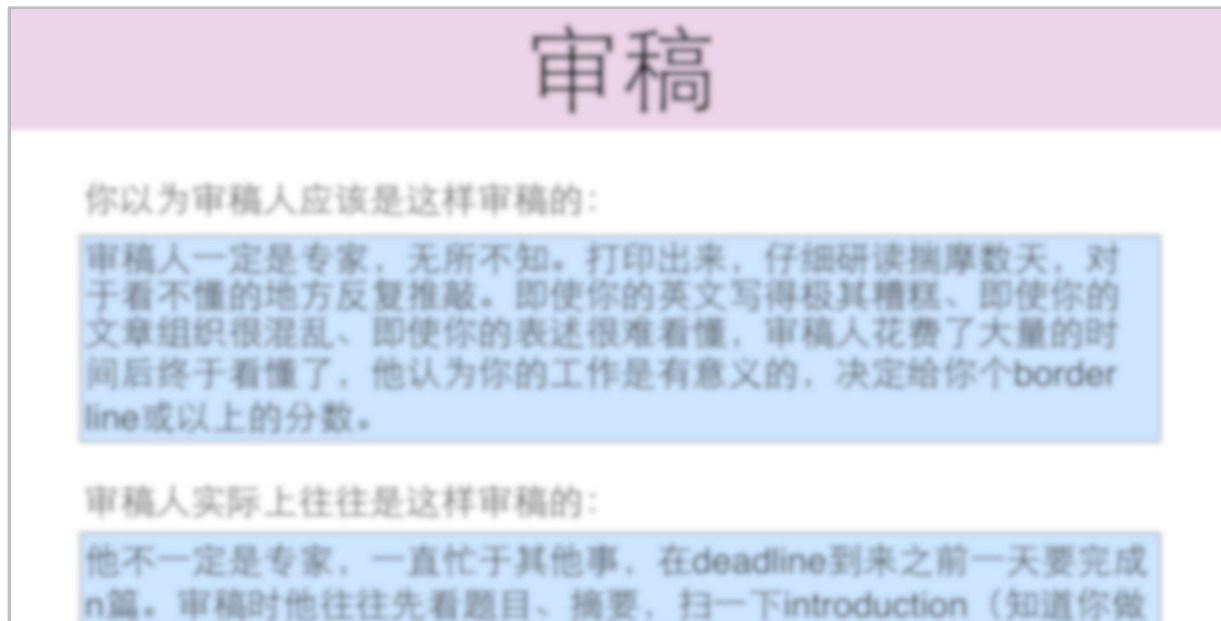 审稿
你以为审稿人应该是这样审稿的：
审稿人一定是专家，无所不知。打印出来，仔细研读揣摩数天，对
于看不懂的地方反复推敲。即使你的英文写得极其糟糕、即使你的
文章组织很混乱、即使你的表述很难看懂，审稿人花费了大量的时
间后终于看懂了，他认为你的工作是有意义的，决定给你个border
line或以上的分数。
审稿人实际上往往是这样审稿的：
他不一定是专家，一直忙于其他事，在deadline到来之前一天要完成
n篇。审稿时他往往先看题目、摘要，扫一下introduction（知道你做